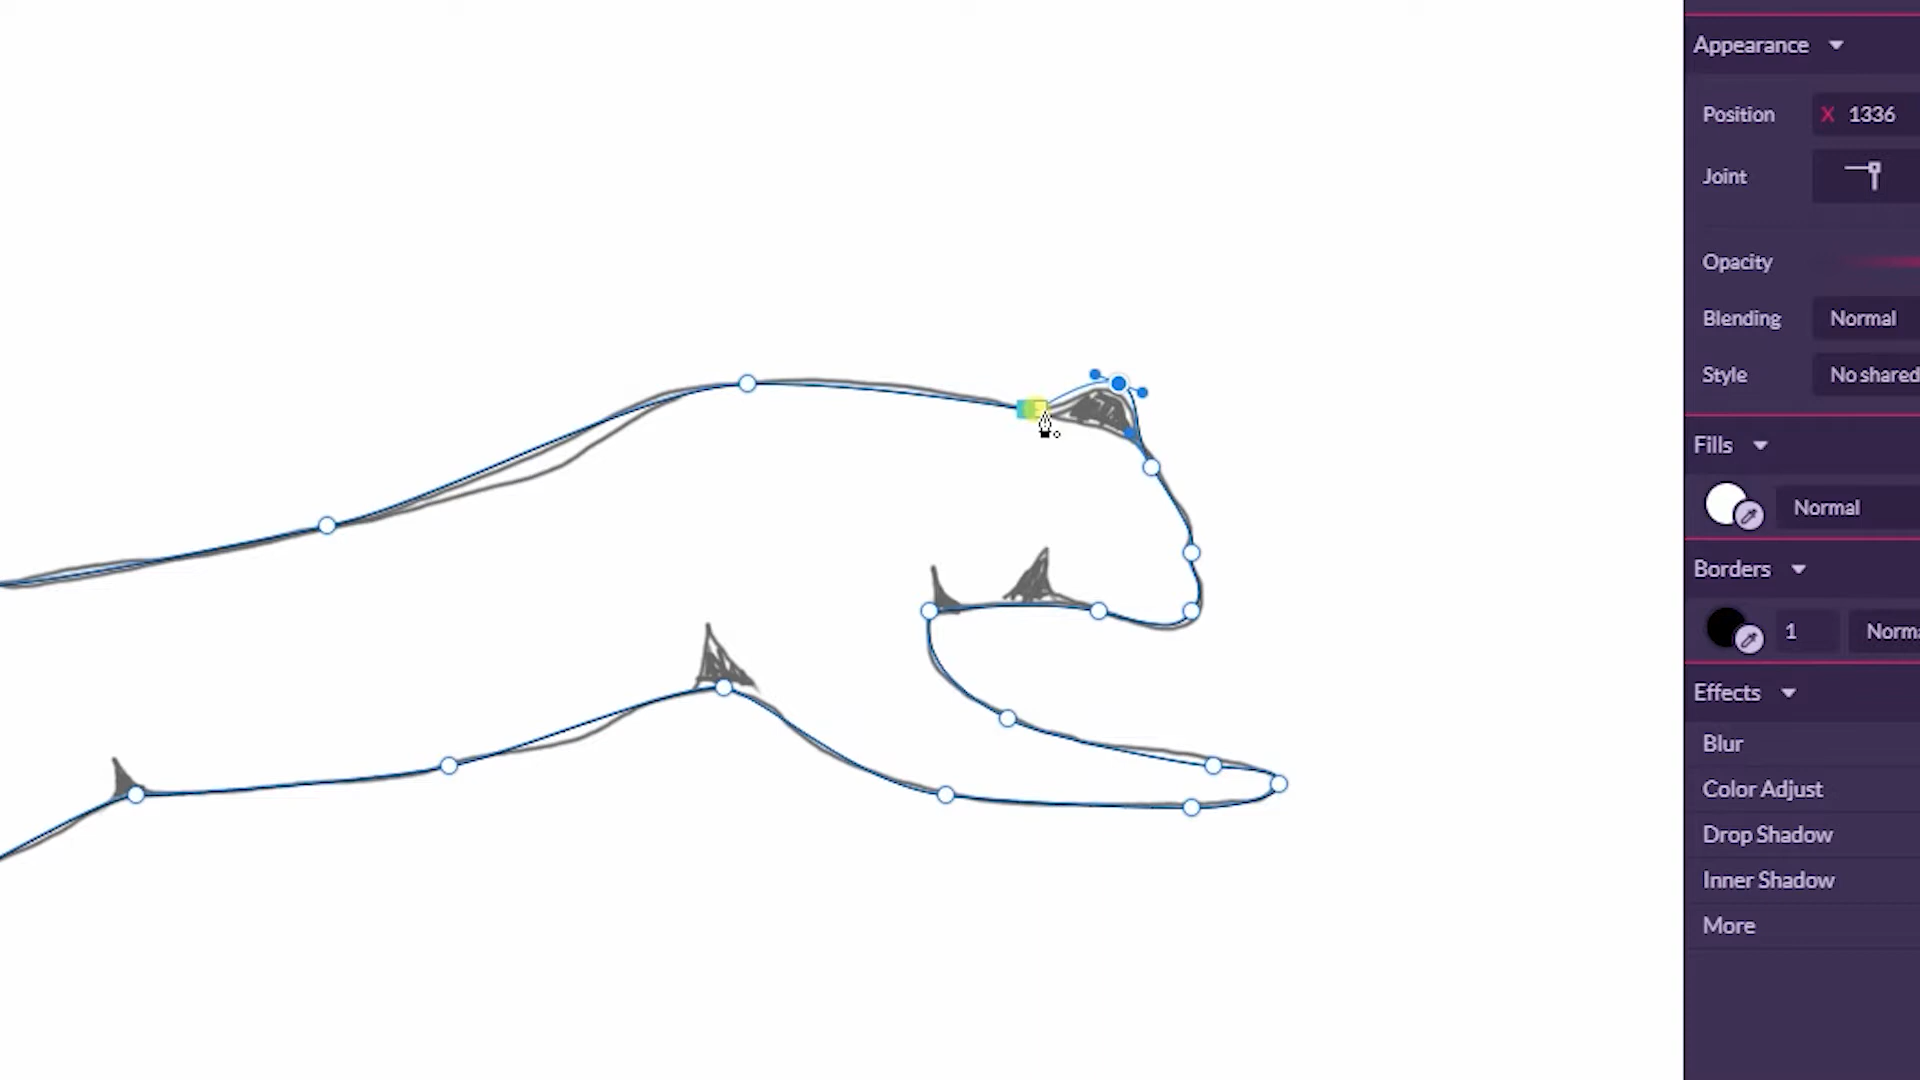 Appearance
Position X 1336
Joint
Opacity
Blending Normal
Style No shared
Fills
Normal
Borders
1 Norma
Effects
Blur
Color Adjust
Drop Shadow
Inner Shadow
More